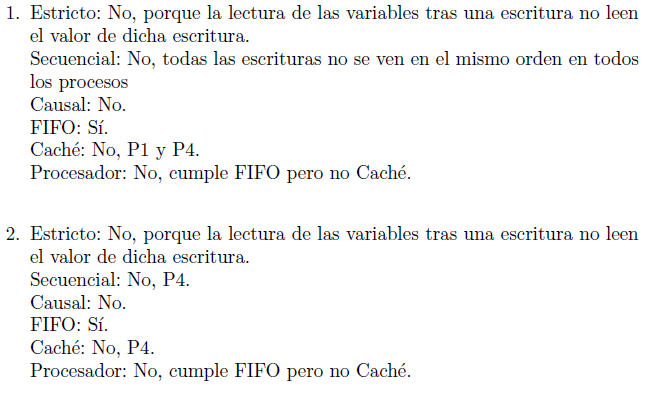 1. Estricto: No, porque la lectura de las variables tras una escritura no leen
el valor de dicha escritura.
Secuencial: No, todas las escrituras no se ven en el mismo orden en todos
los procesos
Causal: No.
FIFO: Sí.
Caché: No, P1 y P4.
Procesador: No, cumple FIFO pero no Caché.
2. Estricto: No, porque la lectura de las variables tras una escritura no leen
el valor de dicha escritura.
Secuencial: No, P4.
Causal: No.
FIFO: Sí.
Caché: No, P4.
Procesador: No, cumple FIFO pero no Caché.